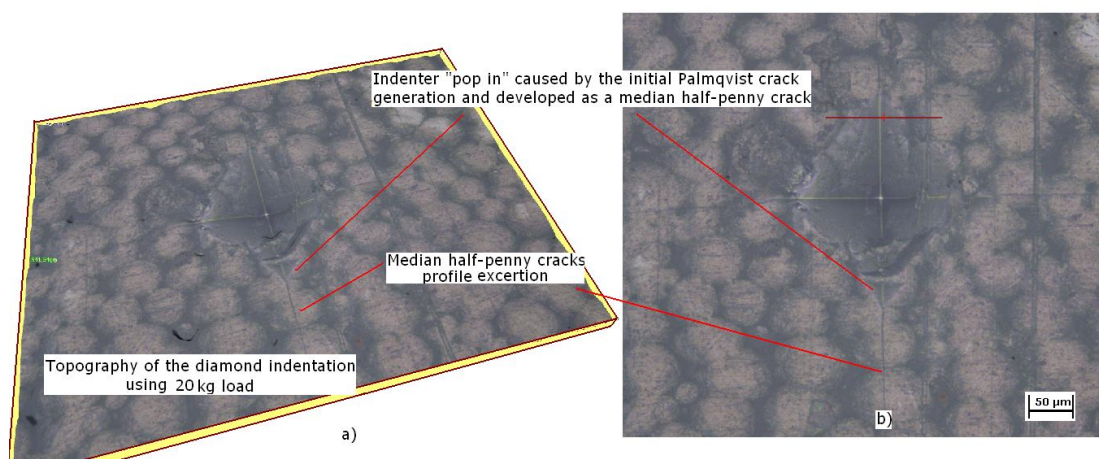 Indenter "pop in" caused by the initial Palmqvist crack
generation and developed as a median half-penny crack
Median half-penny cracks
profile excertion
Topography of the diamond indentation
using 20 kg load
a)
b)
50 µm